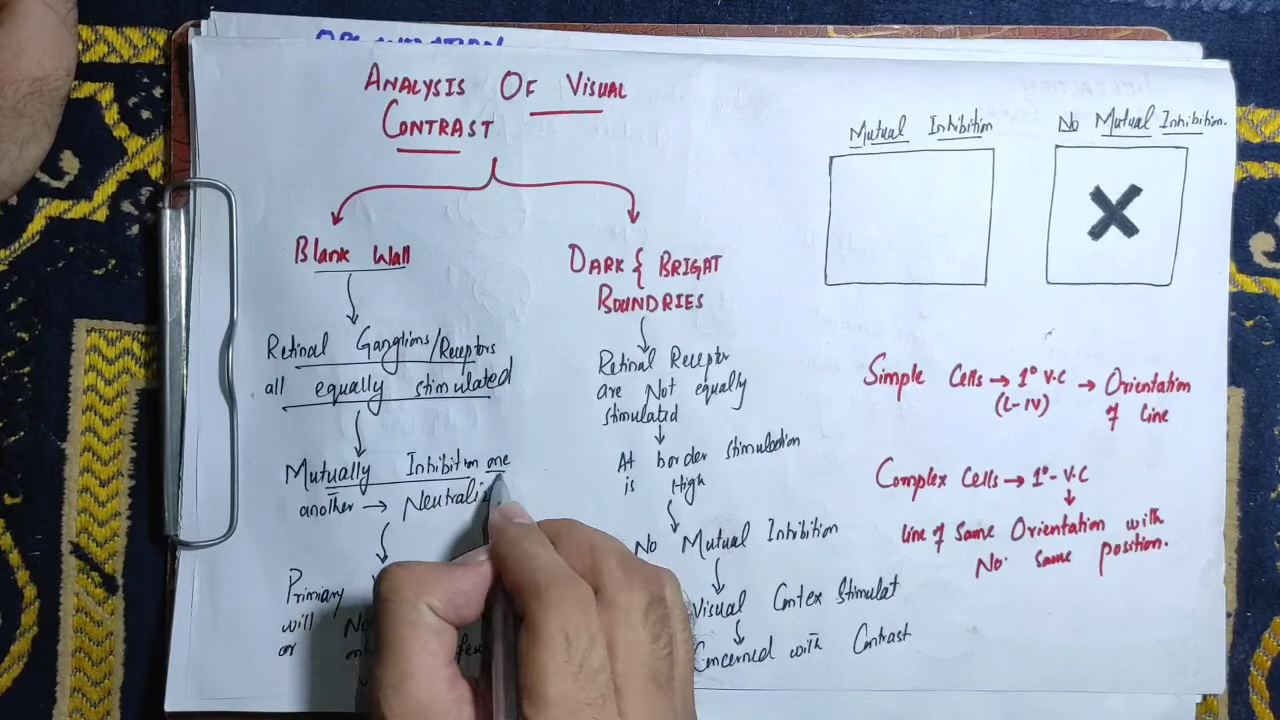 ANALYSIS OF VISUAL
CONTRAST
Blank Wall
Retinal Ganglions/Receptors
all equally stimulated
Mutually Inhibition one
another → Neutrali
Primiary
will
or
DARK & BRIGHT
BOUNDRIES
Retinal Receptr
are Not equally
stimulated
At border stimulation
is High
No Mutual Inhibition
Visual Cortex Stimulat
Concerned with Contrast
Mutual Inhibition
No Mutual Inhibition.
Simple Cells → 1° V.C → Orientation
(L-IV) of line
Complex Cells → 1°-V.C
line of Same Orientation with
No. same position.